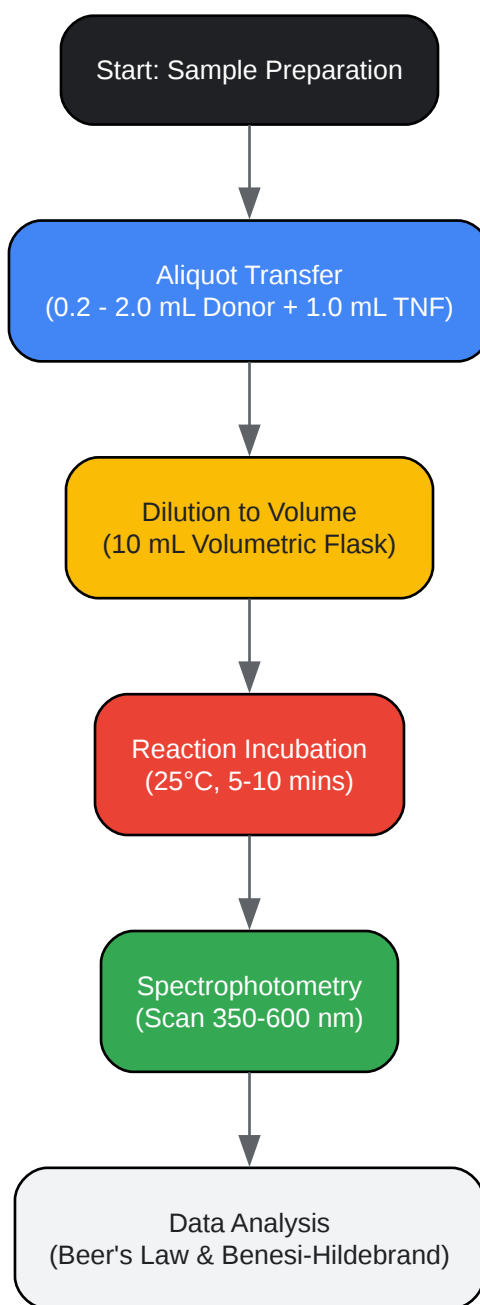 Start: Sample Preparation
Aliquot Transfer
(0.2 - 2.0 mL Donor + 1.0 mL TNF)
Dilution to Volume
(10 mL Volumetric Flask)
Reaction Incubation
(25°C, 5-10 mins)
Spectrophotometry
(Scan 350-600 nm)
Data Analysis
(Beer's Law & Benesi-Hildebrand)